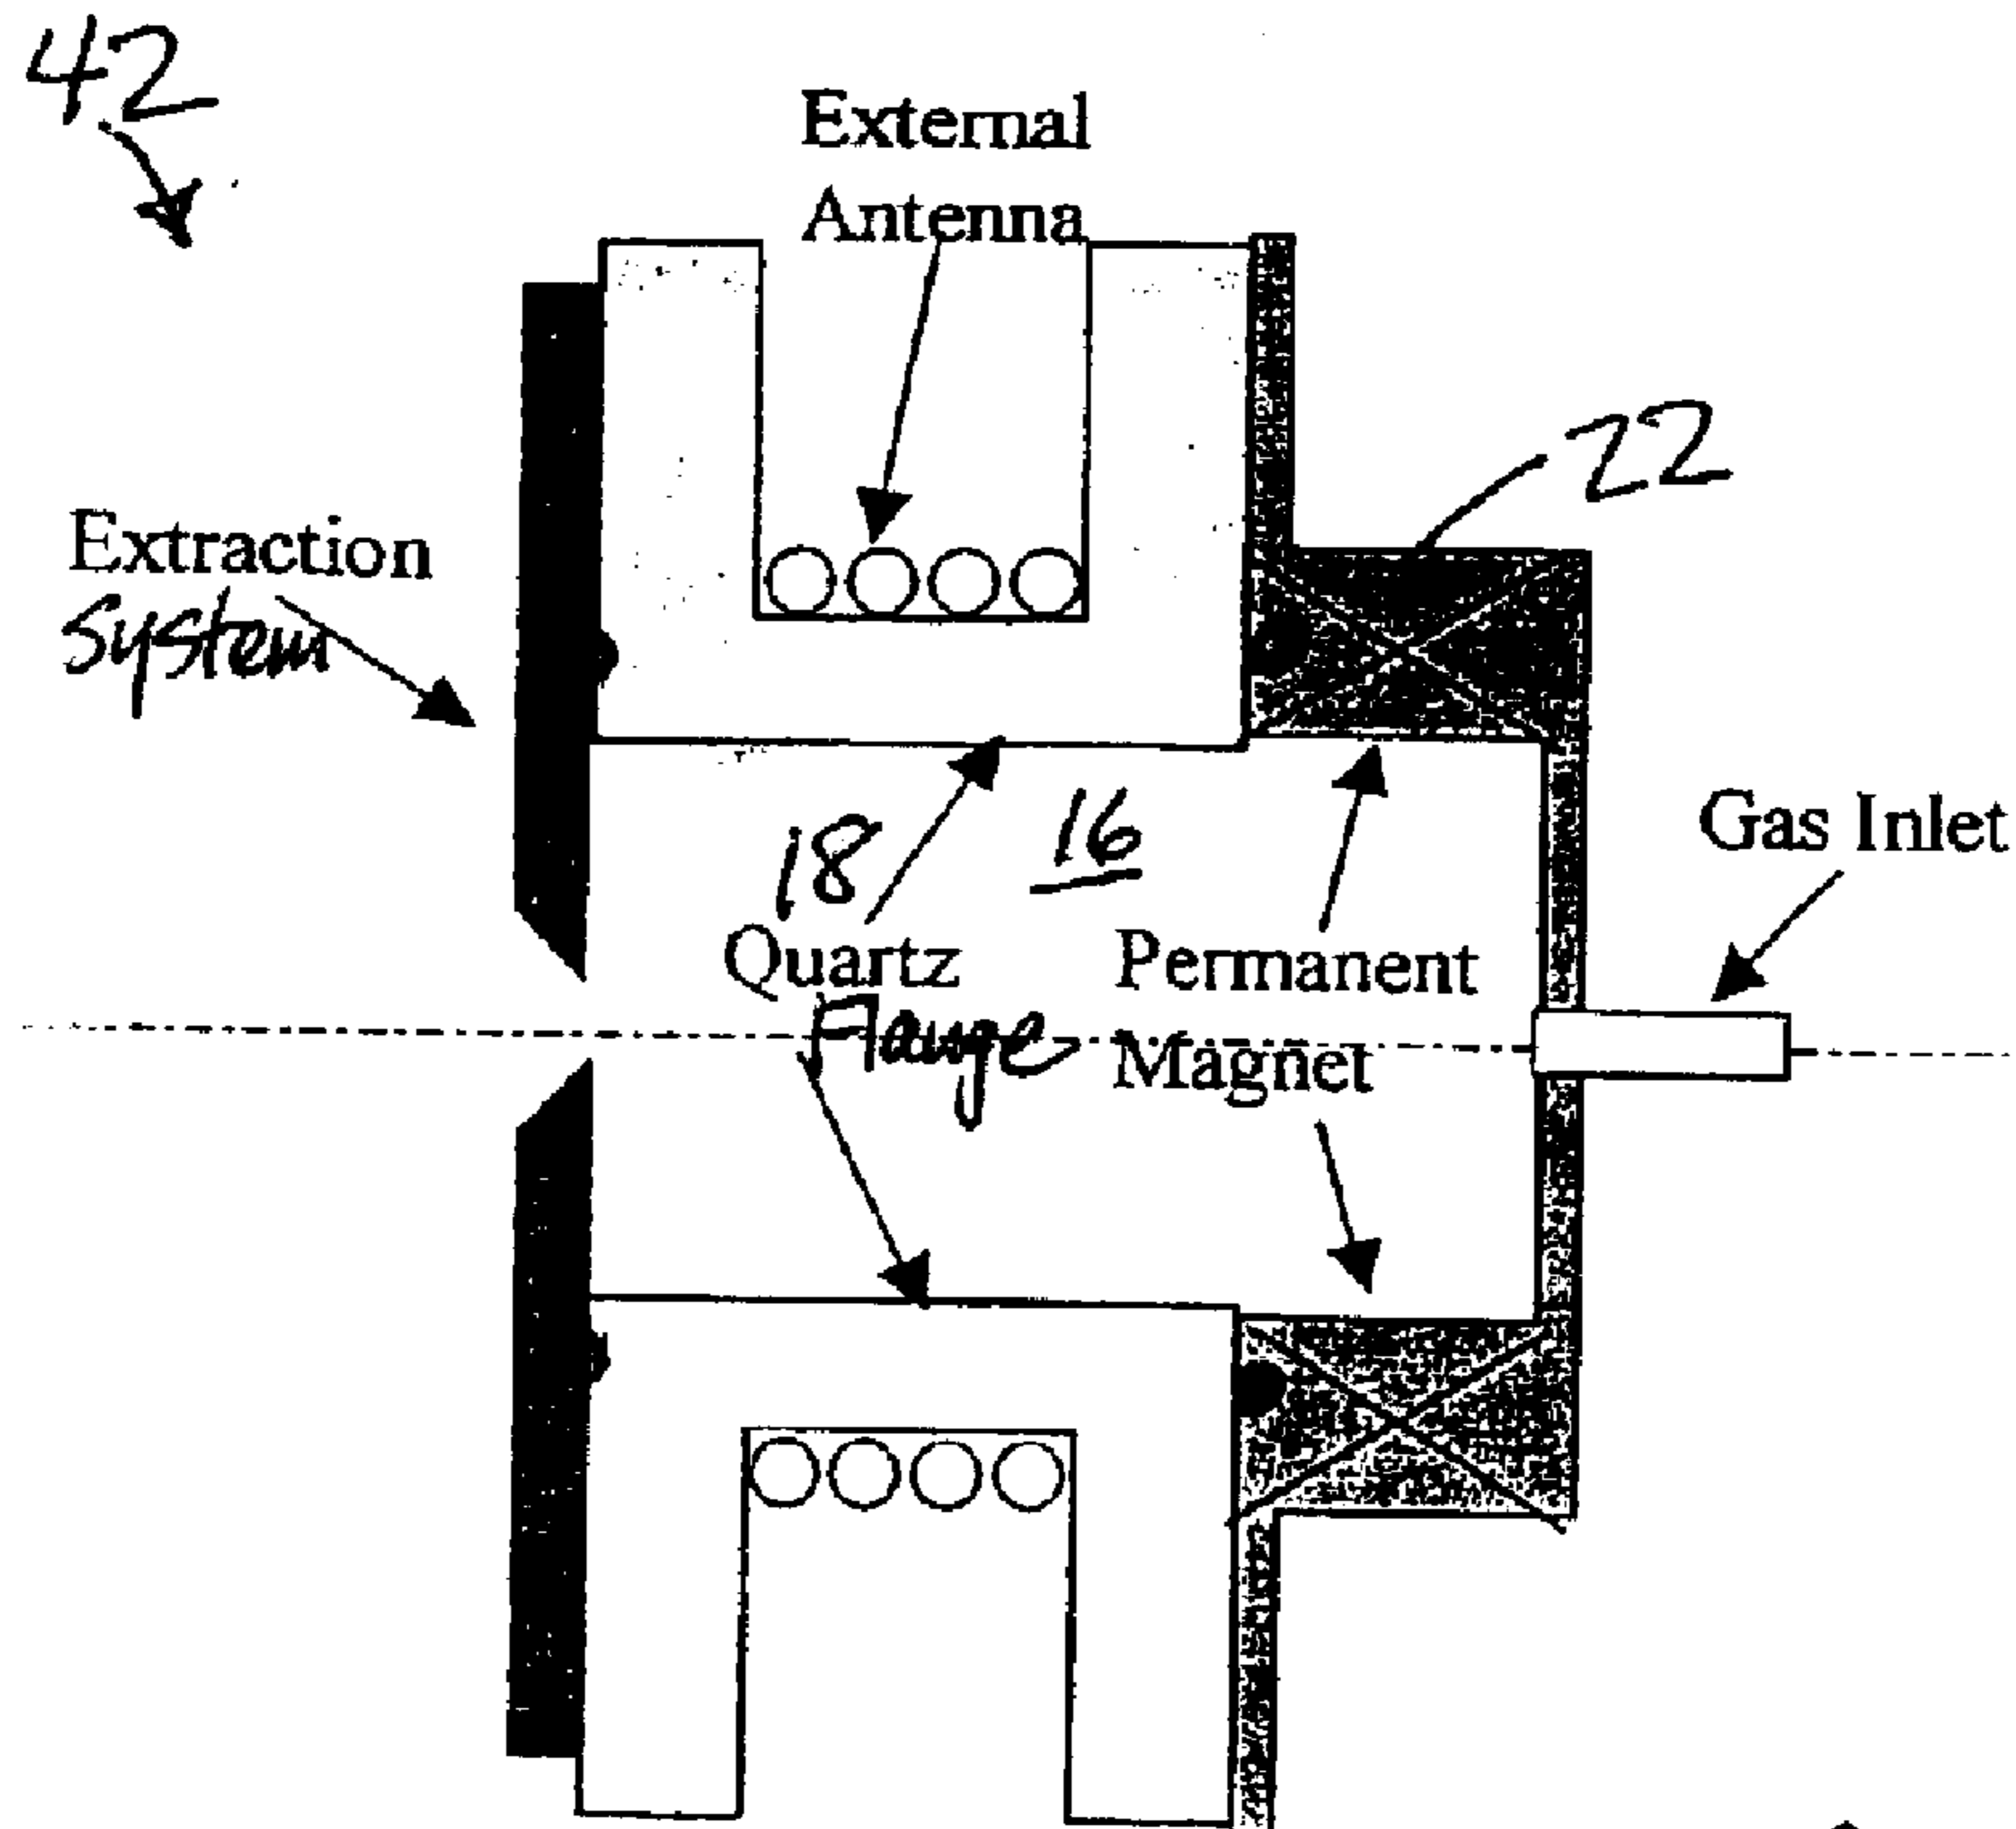 42
External
Antenna
22
Extraction
System
Gas Inlet
18
16
Quartz
Flange
Permanent
Magnet